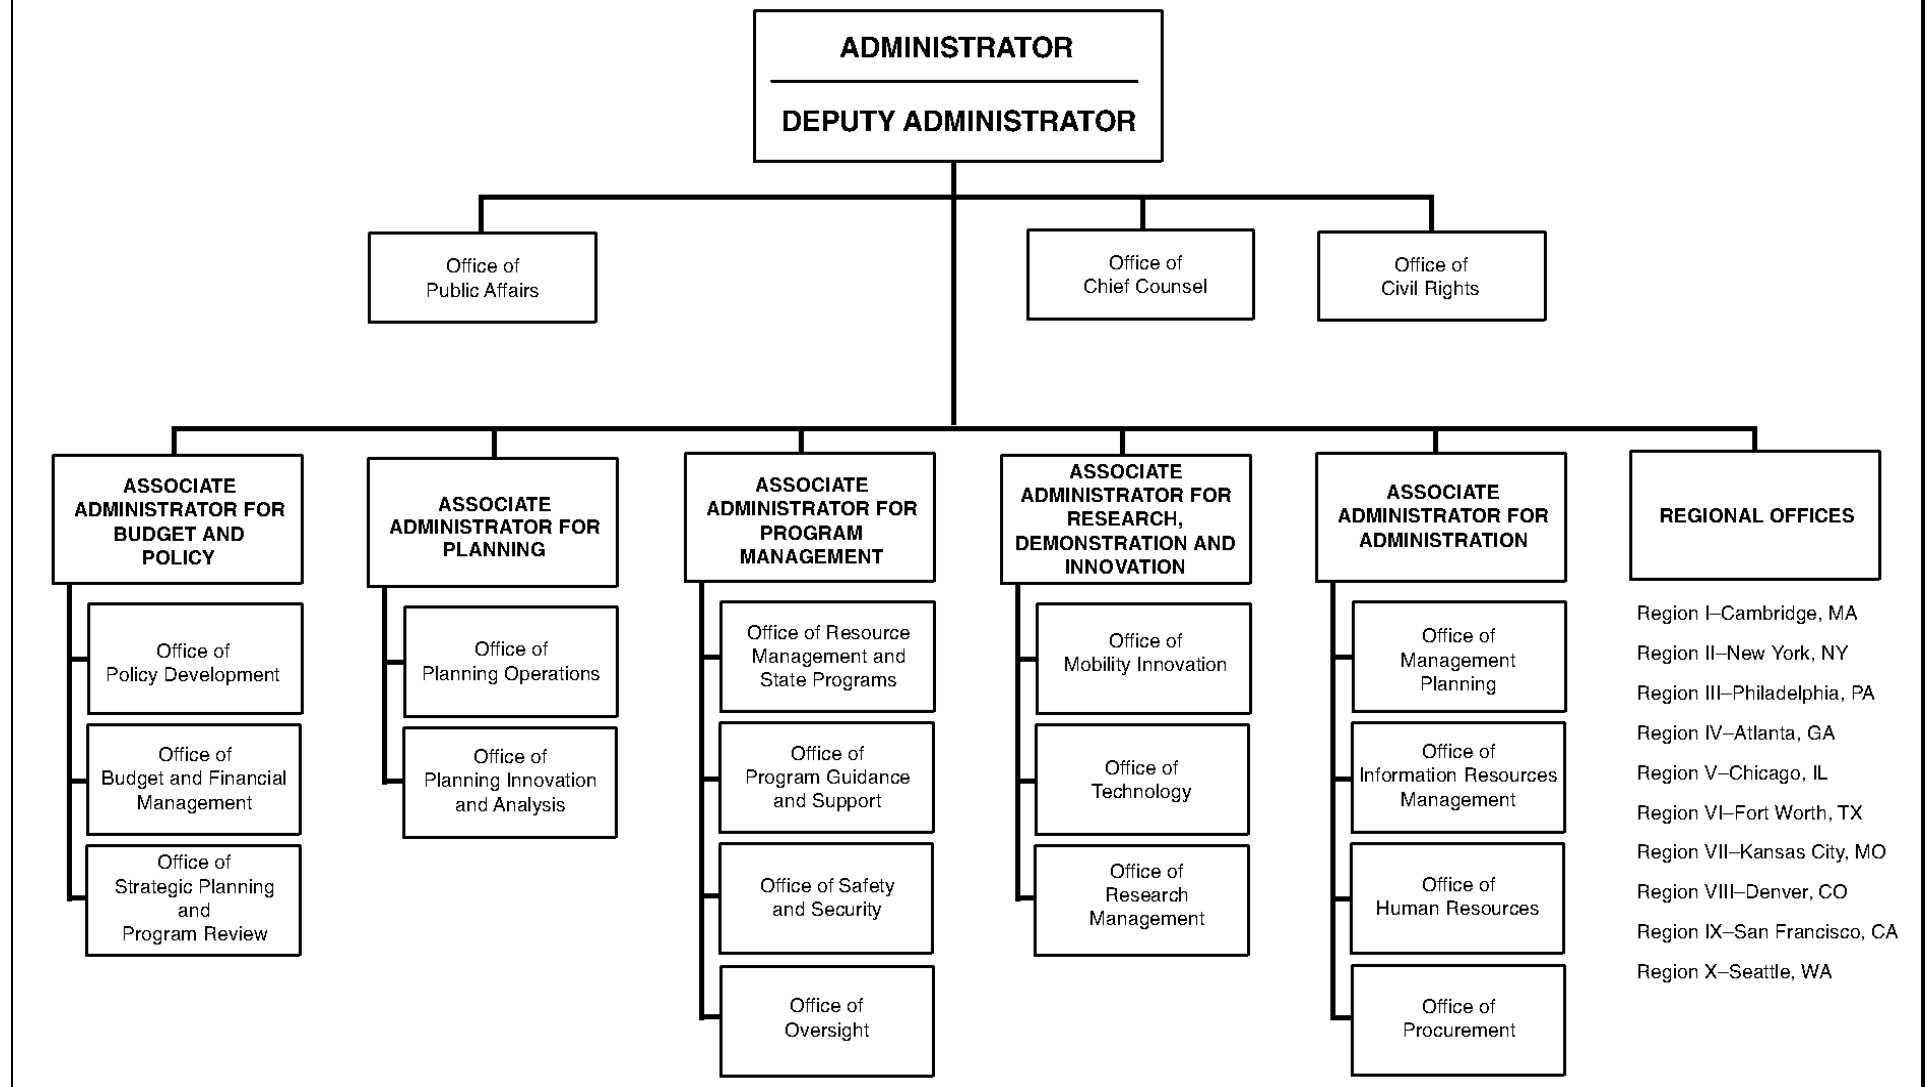 ADMINISTRATOR
DEPUTY ADMINISTRATOR
Office of
Public Affairs
Office of
Chief Counsel
Office of
Civil Rights
ASSOCIATE
ADMINISTRATOR FOR
BUDGET AND
POLICY
Office of
Policy Development
Office of
Budget and Financial
Management
Office of
Strategic Planning
and
Program Review
ASSOCIATE
ADMINISTRATOR FOR
PLANNING
Office of
Planning Operations
Office of
Planning Innovation
and Analysis
ASSOCIATE
ADMINISTRATOR FOR
PROGRAM
MANAGEMENT
Office of Resource
Management and
State Programs
Office of
Program Guidance
and Support
Office of Safety
and Security
Office of
Oversight
ASSOCIATE
ADMINISTRATOR FOR
RESEARCH,
DEMONSTRATION AND
INNOVATION
Office of
Mobility Innovation
Office of
Technology
Office of
Research
Management
ASSOCIATE
ADMINISTRATOR FOR
ADMINISTRATION
Office of
Management
Planning
Office of
Information Resources
Management
Office of
Human Resources
Office of
Procurement
REGIONAL OFFICES
Region I–Cambridge, MA
Region II–New York, NY
Region III–Philadelphia, PA
Region IV–Atlanta, GA
Region V–Chicago, IL
Region VI–Fort Worth, TX
Region VII–Kansas City, MO
Region VIII–Denver, CO
Region IX–San Francisco, CA
Region X–Seattle, WA